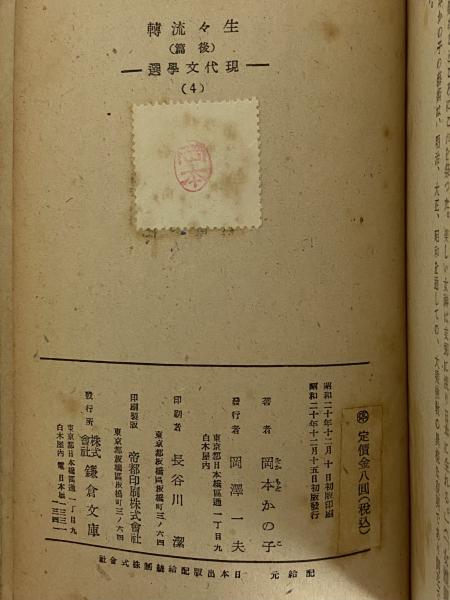 生々流轉
（後篇）
現代文學選
（4）
岡本
定價金八圓（税込）
昭和二十年十二月十日初版印刷
昭和二十年十二月十五日初版發行
著者 岡本かの子
發行者 岡澤一夫
東京都日本橋區通一丁目九
白木屋内
印刷者 長谷川潔
東京都板橋區板橋町三ノ六四
印刷製版 帝都印刷株式會社
東京都板橋區板橋町三ノ六四
發行所 株式會社 鎌倉文庫
東京都日本橋區通一丁目九
白木屋内 電 日本橋
配給元 日本出版配給統制株式會社